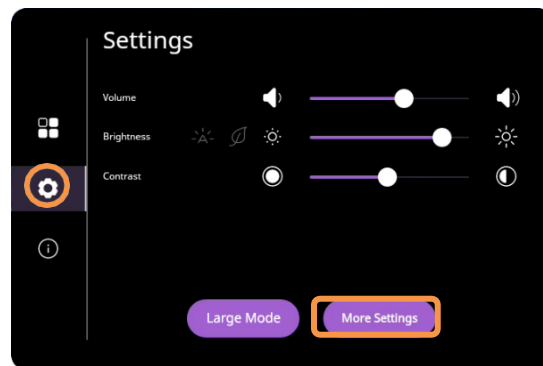 Settings
Volume
Brightness
A
Contrast
Large Mode
More Settings